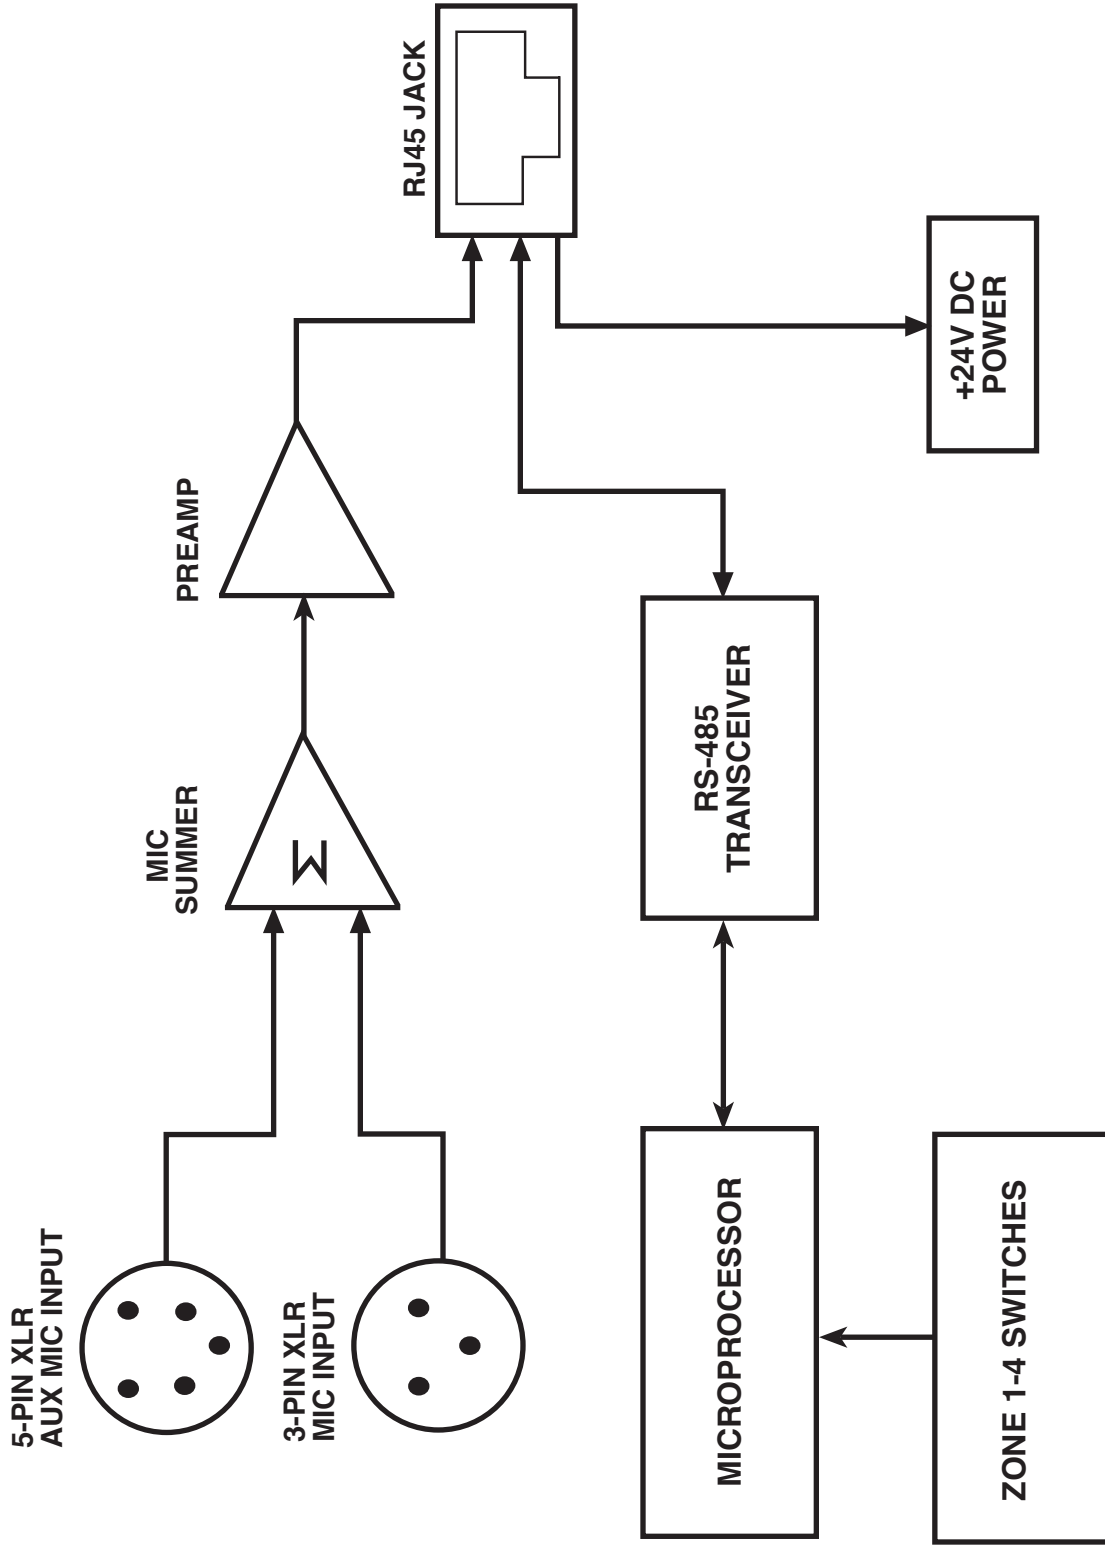 5-PIN XLR
AUX MIC INPUT
3-PIN XLR
MIC INPUT
MIC
SUMMER
Σ
PREAMP
RJ45 JACK
MICROPROCESSOR
RS-485
TRANSCEIVER
+24V DC
POWER
ZONE 1-4 SWITCHES